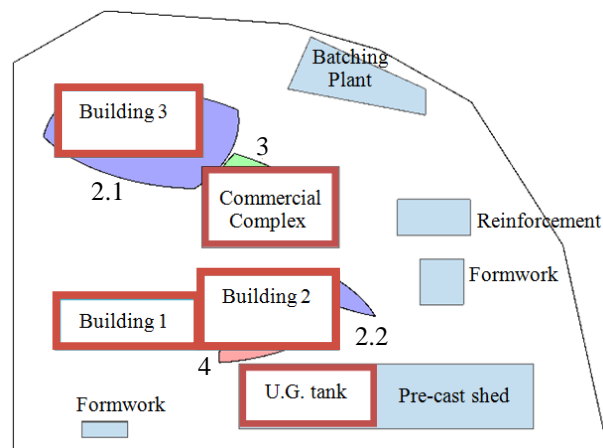 Batching
Plant
Building 3
3
2.1
Commercial
Complex
Reinforcement
Formwork
Building 2
Building 1
2.2
4
U.G. tank
Pre-cast shed
Formwork